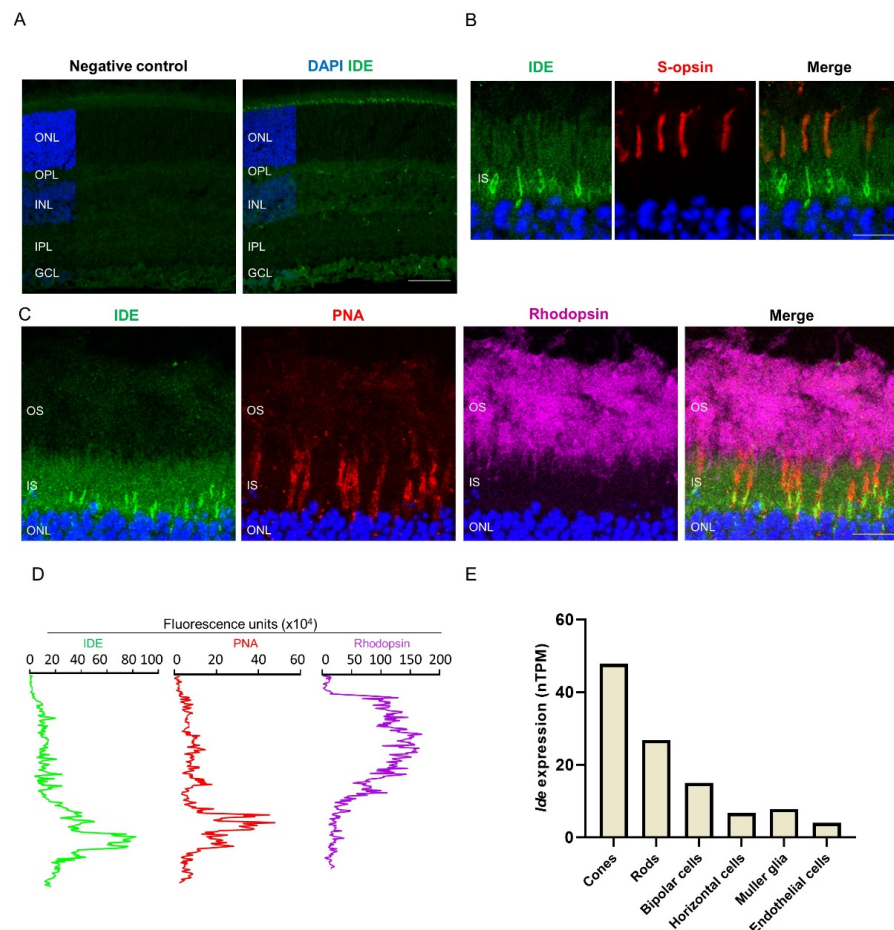 A
Negative control
DAPI IDE
ONL
OPL
INL
IPL
GCL
ONL
OPL
INL
IPL
GCL
B
IDE
S-opsin
Merge
IS
C
IDE
PNA
Rhodopsin
Merge
OS
IS
ONL
OS
IS
ONL
OS
IS
ONL
OS
IS
ONL
D
Fluorescence units (x10⁴)
IDE
PNA
Rhodopsin
0 20 40 60 80 100
0 20 40 60
0 50 100 150 200
E
Ide expression (nTPM)
60
40
20
0
Cones
Rods
Bipolar cells
Horizontal cells
Muller glia
Endothelial cells